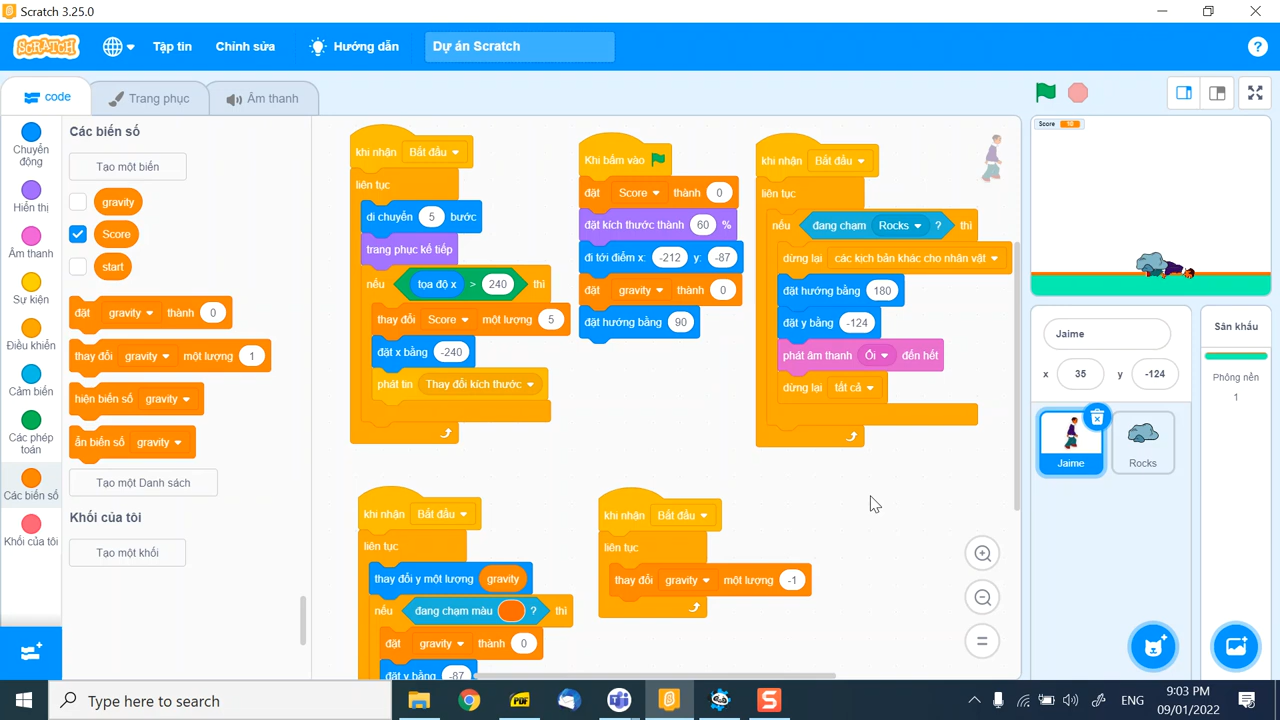 Scratch 3.25.0
SCRATCH
Tập tin
Chỉnh sửa
Hướng dẫn
Dự án Scratch
?
code
Trang phục
Âm thanh
Chuyển động
Hiển thị
Âm thanh
Sự kiện
Điều khiển
Cảm biến
Các phép toán
Các biến số
Khối của tôi
Các biến số
Tạo một biến
gravity
Score
start
đặt gravity thành 0
thay đổi gravity một lượng 1
hiện biến số gravity
ẩn biến số gravity
Tạo một Danh sách
Khối của tôi
Tạo một khối
khi nhận Bắt đầu
liên tục
di chuyển 5 bước
trang phục kế tiếp
nếu tọa độ x > 240 thì
thay đổi Score một lượng 5
đặt x bằng -240
phát tin Thay đổi kích thước
Khi bấm vào
đặt Score thành 0
đặt kích thước thành 60 %
đi tới điểm x: -212 y: -87
đặt gravity thành 0
đặt hướng bằng 90
khi nhận Bắt đầu
liên tục
nếu đang chạm Rocks ? thì
dừng lại các kịch bản khác cho nhân vật
đặt hướng bằng 180
đặt y bằng -124
phát âm thanh Ối đến hết
dừng lại tất cả
khi nhận Bắt đầu
liên tục
thay đổi y một lượng gravity
nếu đang chạm màu ? thì
đặt gravity thành 0
đặt y bằng -87
khi nhận Bắt đầu
liên tục
thay đổi gravity một lượng -1
Score 10
Jaime
x 35 y -124
Jaime
Rocks
Sân khấu
Phông nền
1
Type here to search
PDF
ENG
9:03 PM
09/01/2022